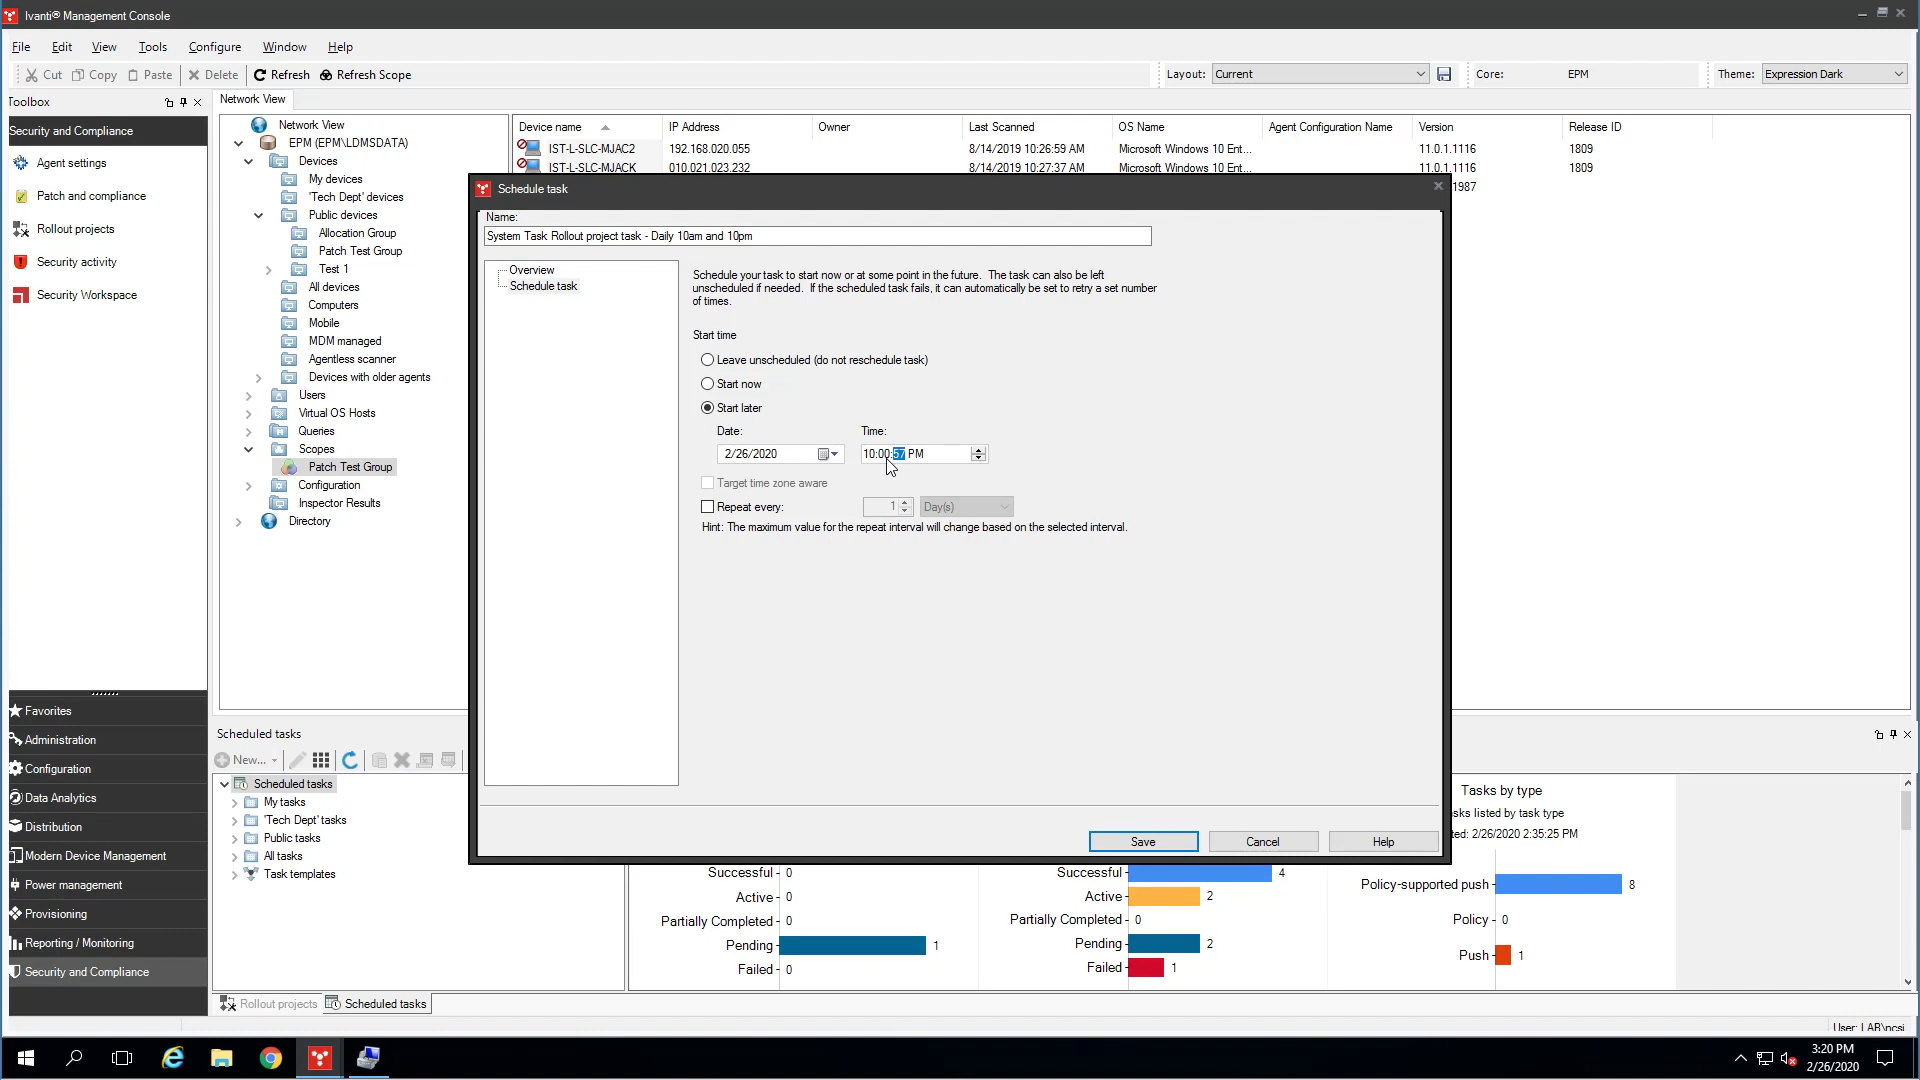 Ivanti® Management Console
File Edit View Tools Configure Window Help
Cut Copy Paste Delete Refresh Refresh Scope Layout: Current Core: EPM Theme: Expression Dark
Toolbox
Network View
Security and Compliance
Agent settings
Patch and compliance
Rollout projects
Security activity
Security Workspace
Favorites
Administration
Configuration
Data Analytics
Distribution
Modern Device Management
Power management
Provisioning
Reporting / Monitoring
Security and Compliance
Network View
EPM (EPM\LDMSDATA)
Devices
My devices
'Tech Dept' devices
Public devices
Allocation Group
Patch Test Group
Test 1
All devices
Computers
Mobile
MDM managed
Agentless scanner
Devices with older agents
Users
Virtual OS Hosts
Queries
Scopes
Patch Test Group
Configuration
Inspector Results
Directory
Device name IP Address Owner Last Scanned OS Name Agent Configuration Name Version Release ID
IST-L-SLC-MJAC2 192.168.020.055 8/14/2019 10:26:59 AM Microsoft Windows 10 Ent... 11.0.1.1116 1809
IST-L-SLC-MJACK 010.021.023.232 8/14/2019 10:27:37 AM Microsoft Windows 10 Ent... 11.0.1.1116 1809
1987
Schedule task
Name:
System Task Rollout project task - Daily 10am and 10pm
Overview
Schedule task
Schedule your task to start now or at some point in the future. The task can also be left
unscheduled if needed. If the scheduled task fails, it can automatically be set to retry a set number
of times.
Start time
Leave unscheduled (do not reschedule task)
Start now
Start later
Date: Time:
2/26/2020 10:00:57 PM
Target time zone aware
Repeat every: 1 Day(s)
Hint: The maximum value for the repeat interval will change based on the selected interval.
Save Cancel Help
Scheduled tasks
New...
Scheduled tasks
My tasks
'Tech Dept' tasks
Public tasks
All tasks
Task templates
Successful 0
Active 0
Partially Completed 0
Pending 1
Failed 0
Successful 4
Active 2
Partially Completed 0
Pending 2
Failed 1
Tasks by type
sks listed by task type
ted: 2/26/2020 2:35:25 PM
Policy-supported push 8
Policy 0
Push 1
Rollout projects Scheduled tasks
User: LAB\ncsi
3:20 PM
2/26/2020